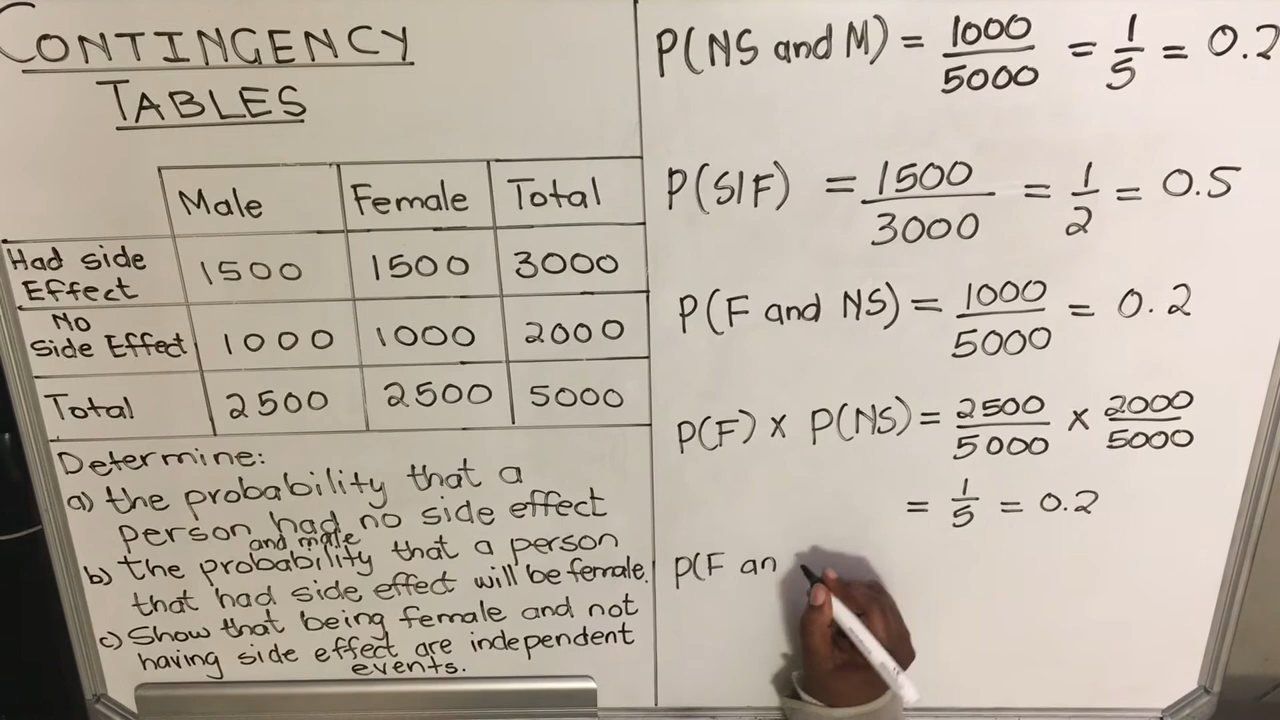 CONTINGENCY
TABLES
Male Female Total
Had side Effect 1500 1500 3000
No Side Effect 1000 1000 2000
Total 2500 2500 5000
Determine:
a) the probability that a
person had no side effect
and male
b) the probability that a person
that had side effect will be female.
c) Show that being female and not
having side effect are independent
events.
P(NS and M) = 1000/5000 = 1/5 = 0.2
P(S/F) = 1500/3000 = 1/2 = 0.5
P(F and NS) = 1000/5000 = 0.2
P(F) x P(NS) = 2500/5000 x 2000/5000
= 1/5 = 0.2
P(F an